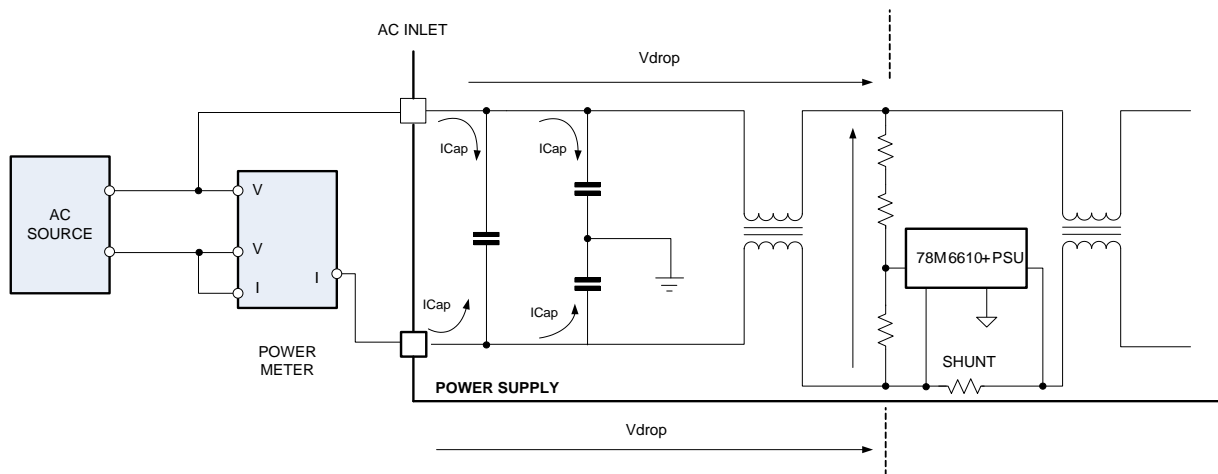 AC INLET
Vdrop
ICap
ICap
AC
SOURCE
V
V
I
I
78M6610+PSU
ICap
ICap
POWER
METER
SHUNT
POWER SUPPLY
Vdrop